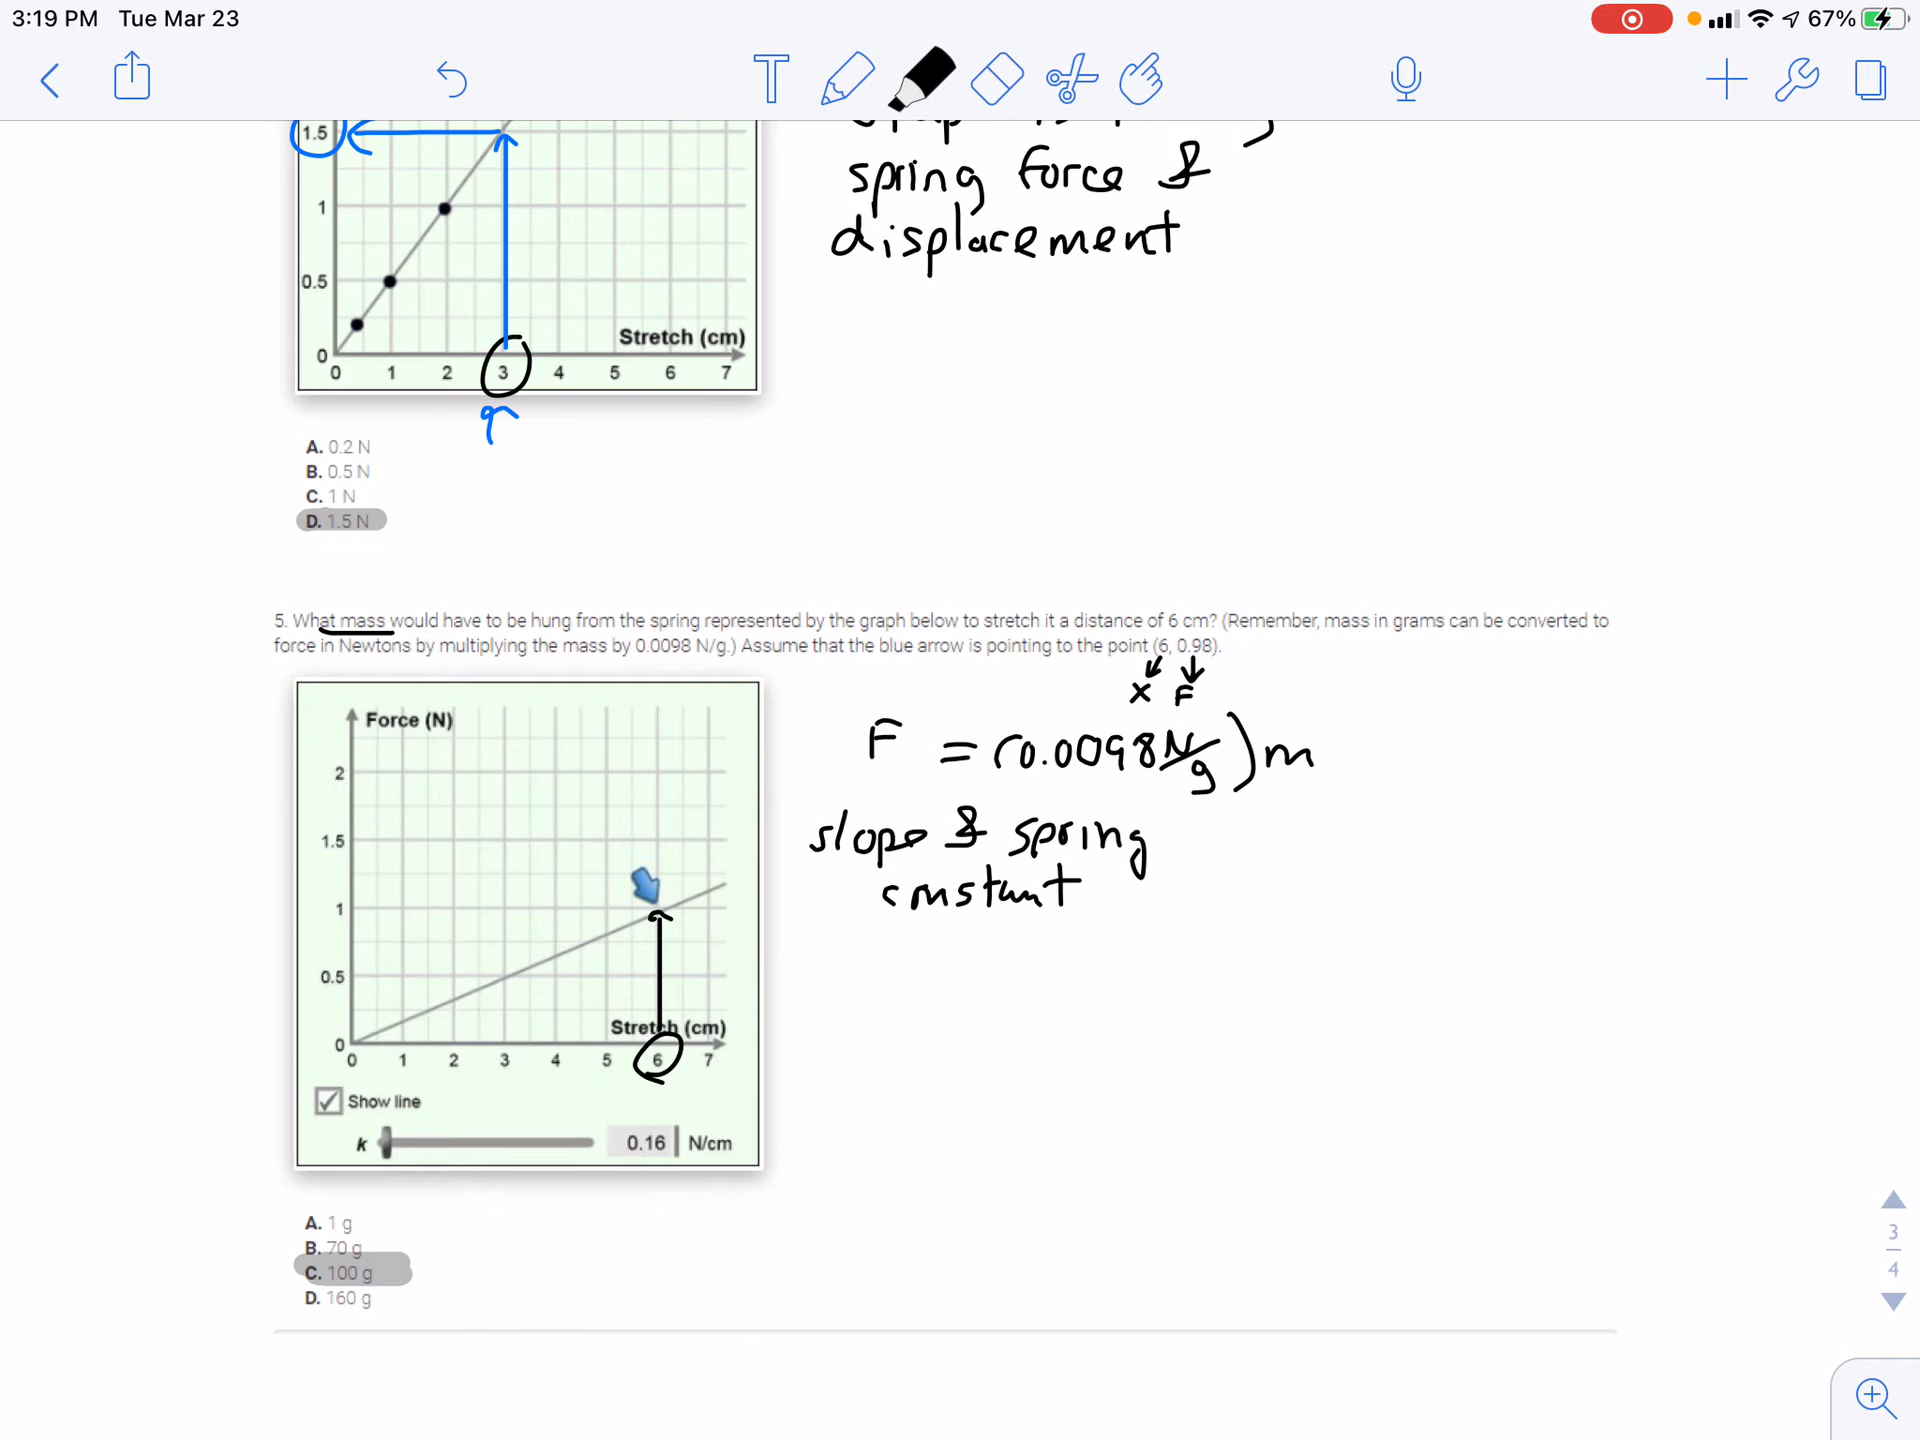 3:19 PM Tue Mar 23
67%
T
1.5
1
0.5
0
Stretch (cm)
0 1 2 3 4 5 6 7
spring force &
displacement
A. 0.2 N
B. 0.5 N
C. 1 N
D. 1.5 N
5. What mass would have to be hung from the spring represented by the graph below to stretch it a distance of 6 cm? (Remember, mass in grams can be converted to
force in Newtons by multiplying the mass by 0.0098 N/g.) Assume that the blue arrow is pointing to the point (6, 0.98).
x F
F = (0.0098 N/g) m
slope & spring
constant
Force (N)
2
1.5
1
0.5
0
Stretch (cm)
0 1 2 3 4 5 6 7
Show line
k 0.16 N/cm
A. 1 g
B. 70 g
C. 100 g
D. 160 g
3
4